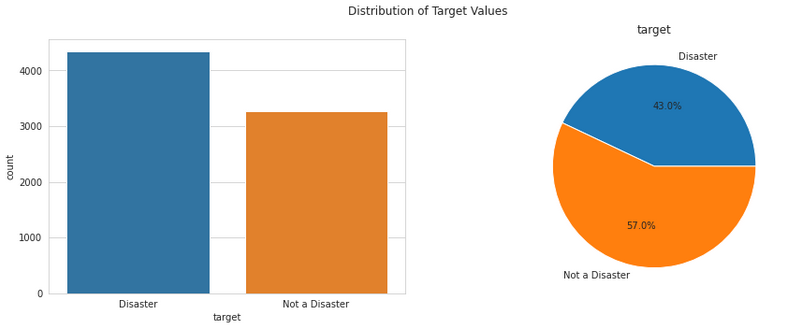 Distribution of Target Values
4000
3000
2000
1000
0
count
Disaster
Not a Disaster
target
target
Disaster
43.0%
57.0%
Not a Disaster